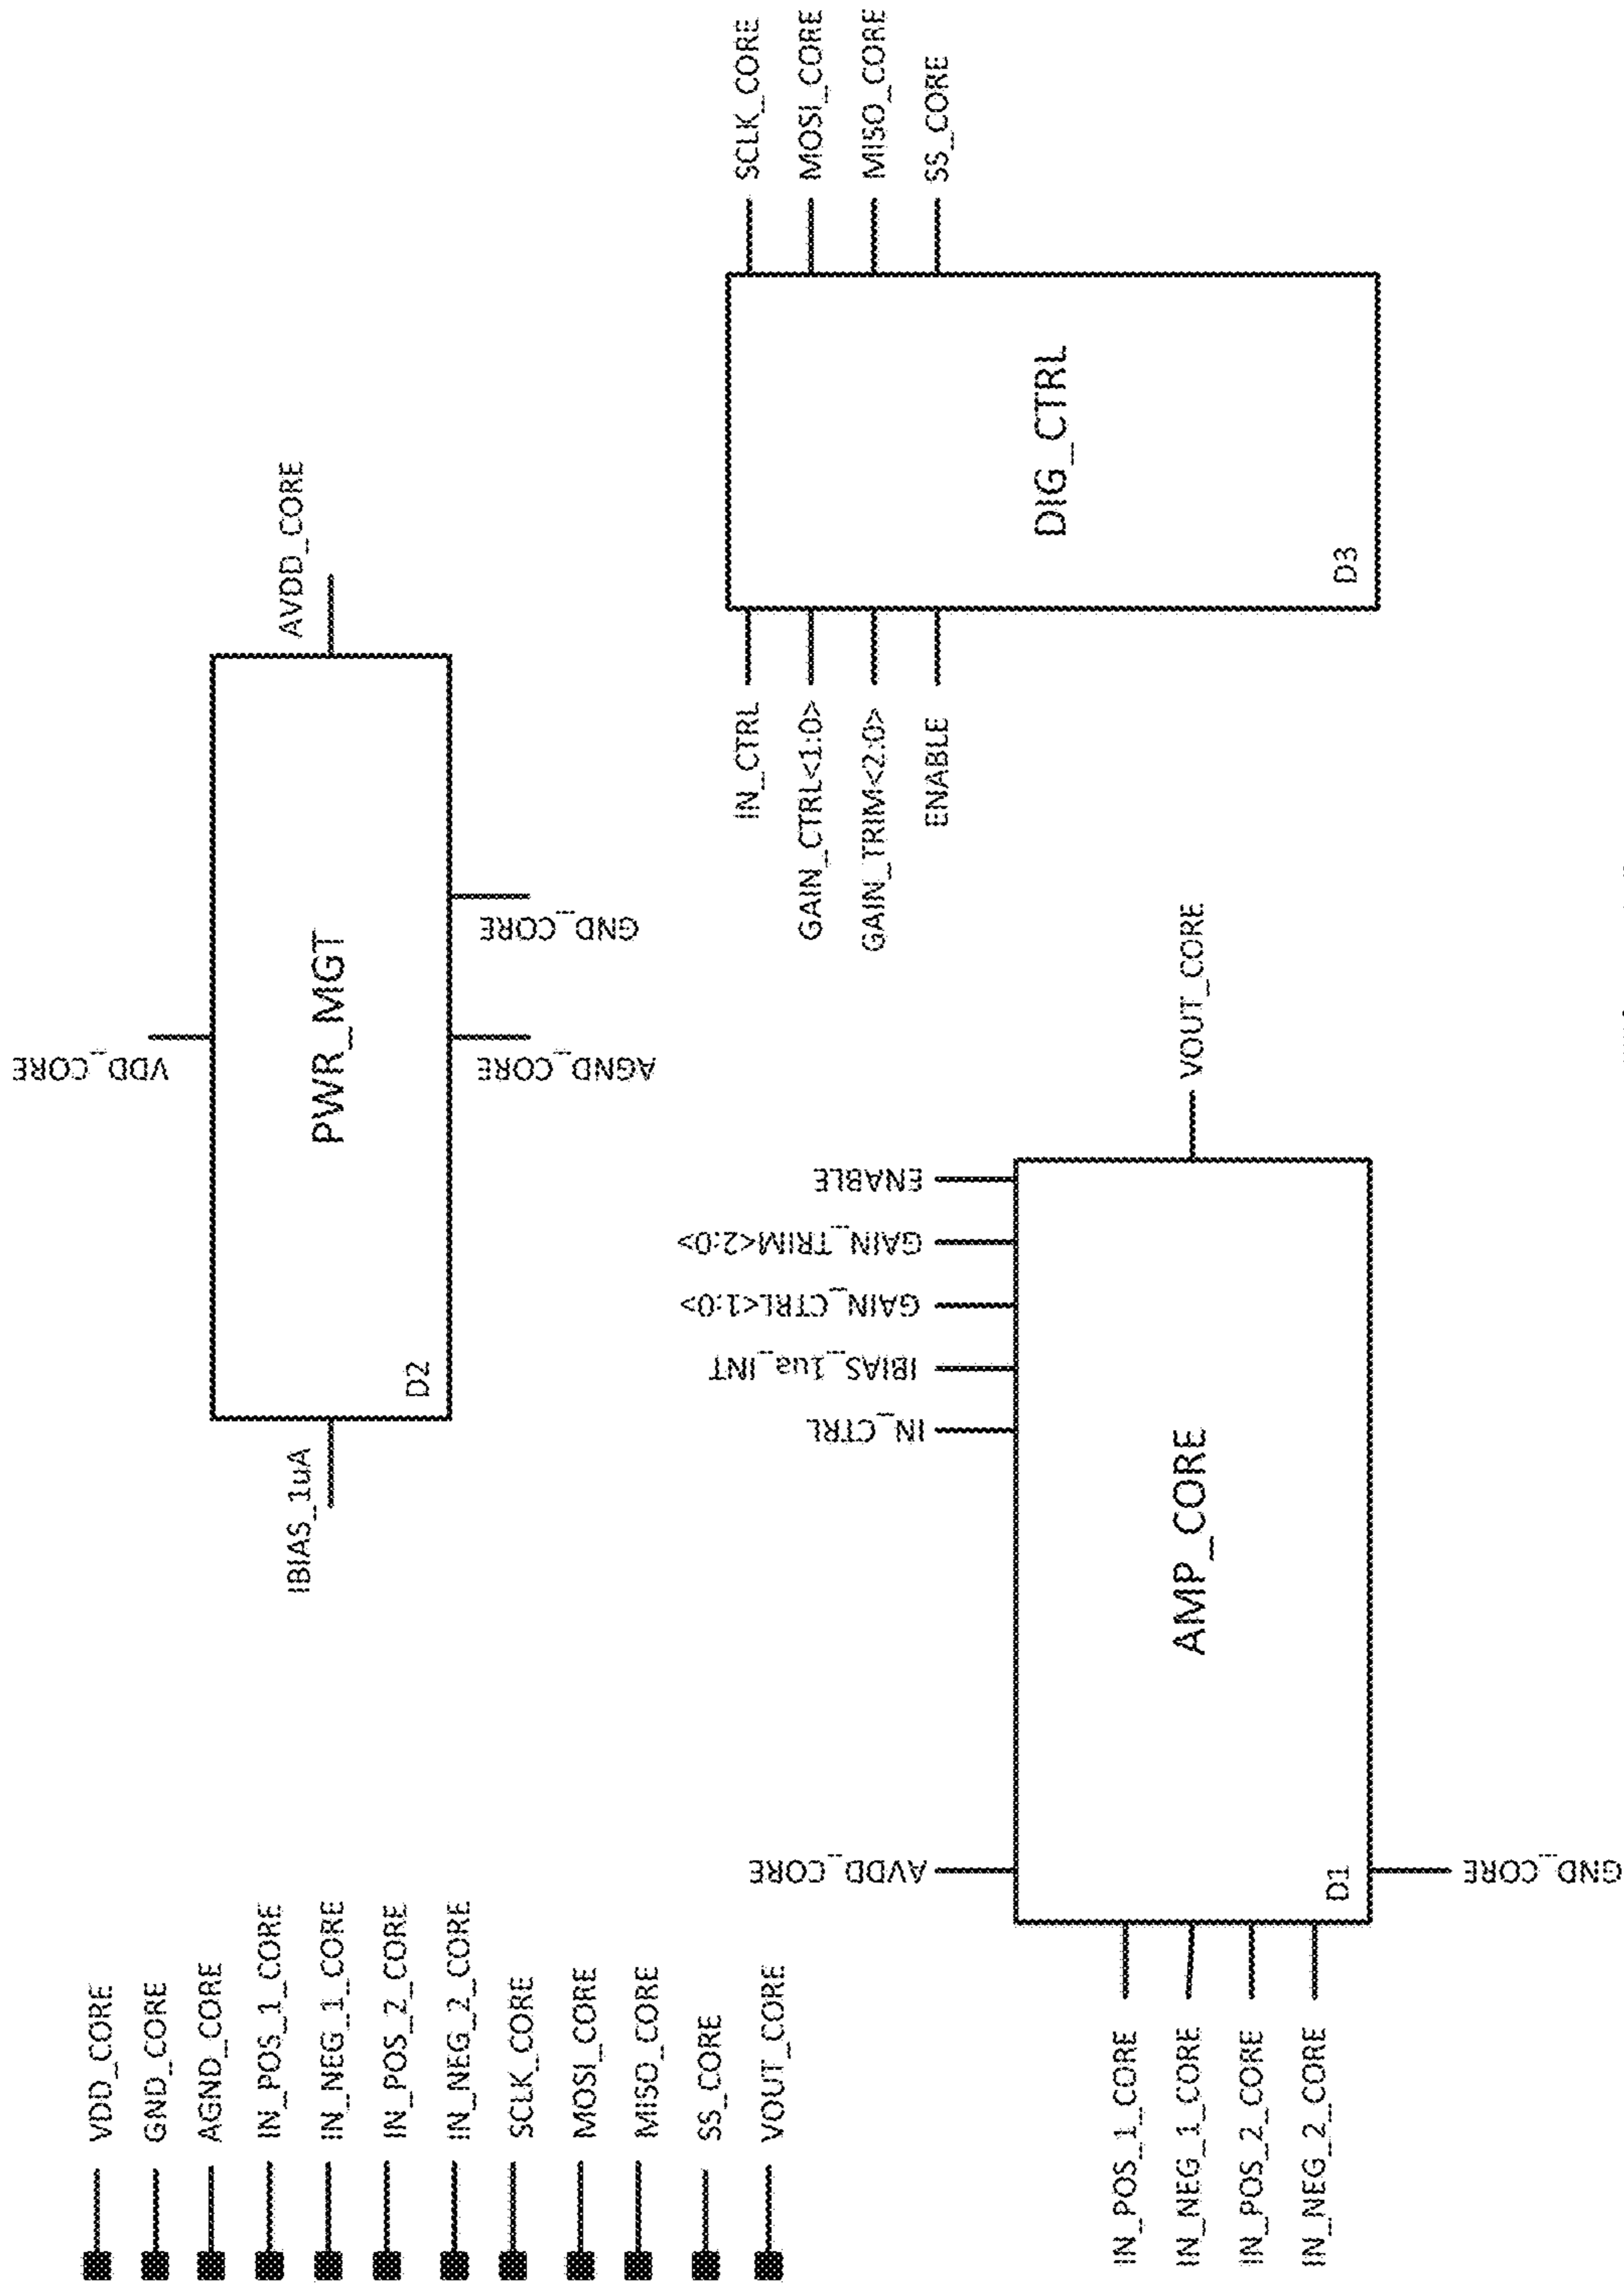 VDD_CORE
GND_CORE
AGND_CORE
IN_POS_1_CORE
IN_NEG_1_CORE
IN_POS_2_CORE
IN_NEG_2_CORE
SCLK_CORE
MOSI_CORE
MISO_CORE
SS_CORE
VOUT_CORE
VDD_CORE
IBIAS_1uA
AVDD_CORE
PWR_MGT
D2
AGND_CORE
GND_CORE
AVDD_CORE
IN_CTRL
IBIAS_1ua_INT
GAIN_CTRL<1:0>
GAIN_TRIM<2:0>
ENABLE
IN_POS_1_CORE
IN_NEG_1_CORE
IN_POS_2_CORE
IN_NEG_2_CORE
AMP_CORE
D1
VOUT_CORE
GND_CORE
IN_CTRL
GAIN_CTRL<1:0>
GAIN_TRIM<2:0>
ENABLE
DIG_CTRL
D3
SCLK_CORE
MOSI_CORE
MISO_CORE
SS_CORE